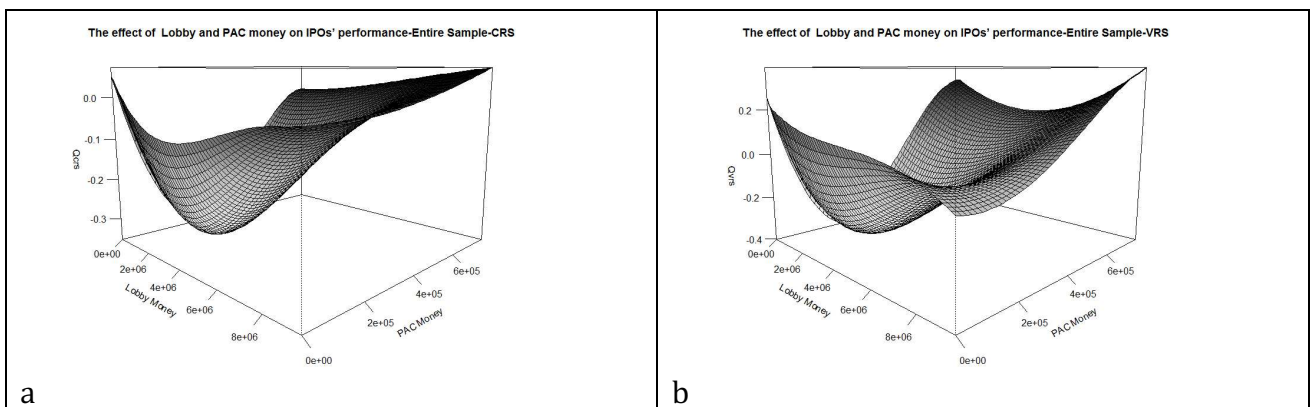 The effect of Lobby and PAC money on IPOs' performance-Entire Sample-CRS
0.0
-0.1
-0.2
-0.3
Qcrs
0e+00
2e+06
4e+06
6e+06
8e+06
Lobby Money
0e+00
2e+05
4e+05
6e+05
PAC Money
a
The effect of Lobby and PAC money on IPOs' performance-Entire Sample-VRS
0.2
0.0
-0.2
-0.4
Qvrs
0e+00
2e+06
4e+06
6e+06
8e+06
Lobby Money
0e+00
2e+05
4e+05
6e+05
PAC Money
b